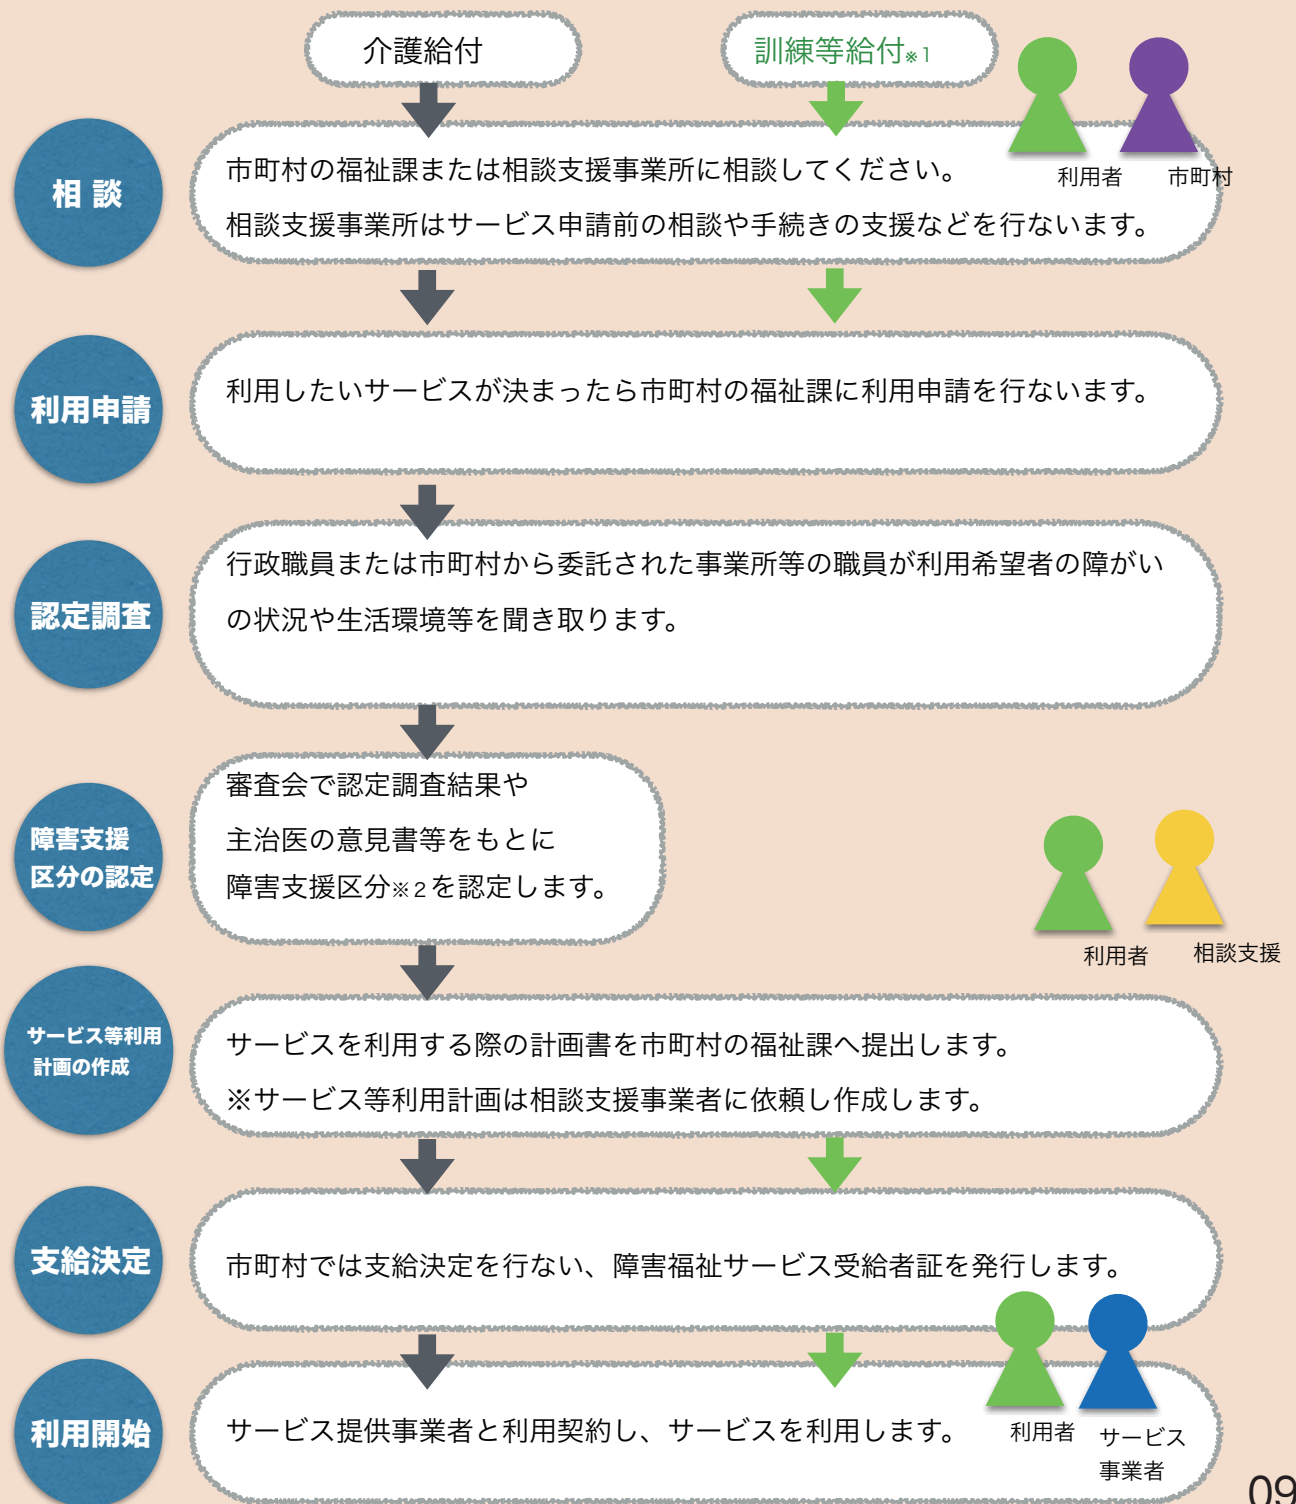 介護給付
訓練等給付※1
利用者
市町村
相 談
市町村の福祉課または相談支援事業所に相談してください。
相談支援事業所はサービス申請前の相談や手続きの支援などを行ないます。
利用申請
利用したいサービスが決まったら市町村の福祉課に利用申請を行ないます。
認定調査
行政職員または市町村から委託された事業所等の職員が利用希望者の障がい
の状況や生活環境等を聞き取ります。
障害支援
区分の認定
審査会で認定調査結果や
主治医の意見書等をもとに
障害支援区分※2を認定します。
利用者
相談支援
サービス等利用
計画の作成
サービスを利用する際の計画書を市町村の福祉課へ提出します。
※サービス等利用計画は相談支援事業者に依頼し作成します。
支給決定
市町村では支給決定を行ない、障害福祉サービス受給者証を発行します。
利用開始
サービス提供事業者と利用契約し、サービスを利用します。
利用者
サービス
事業者
09